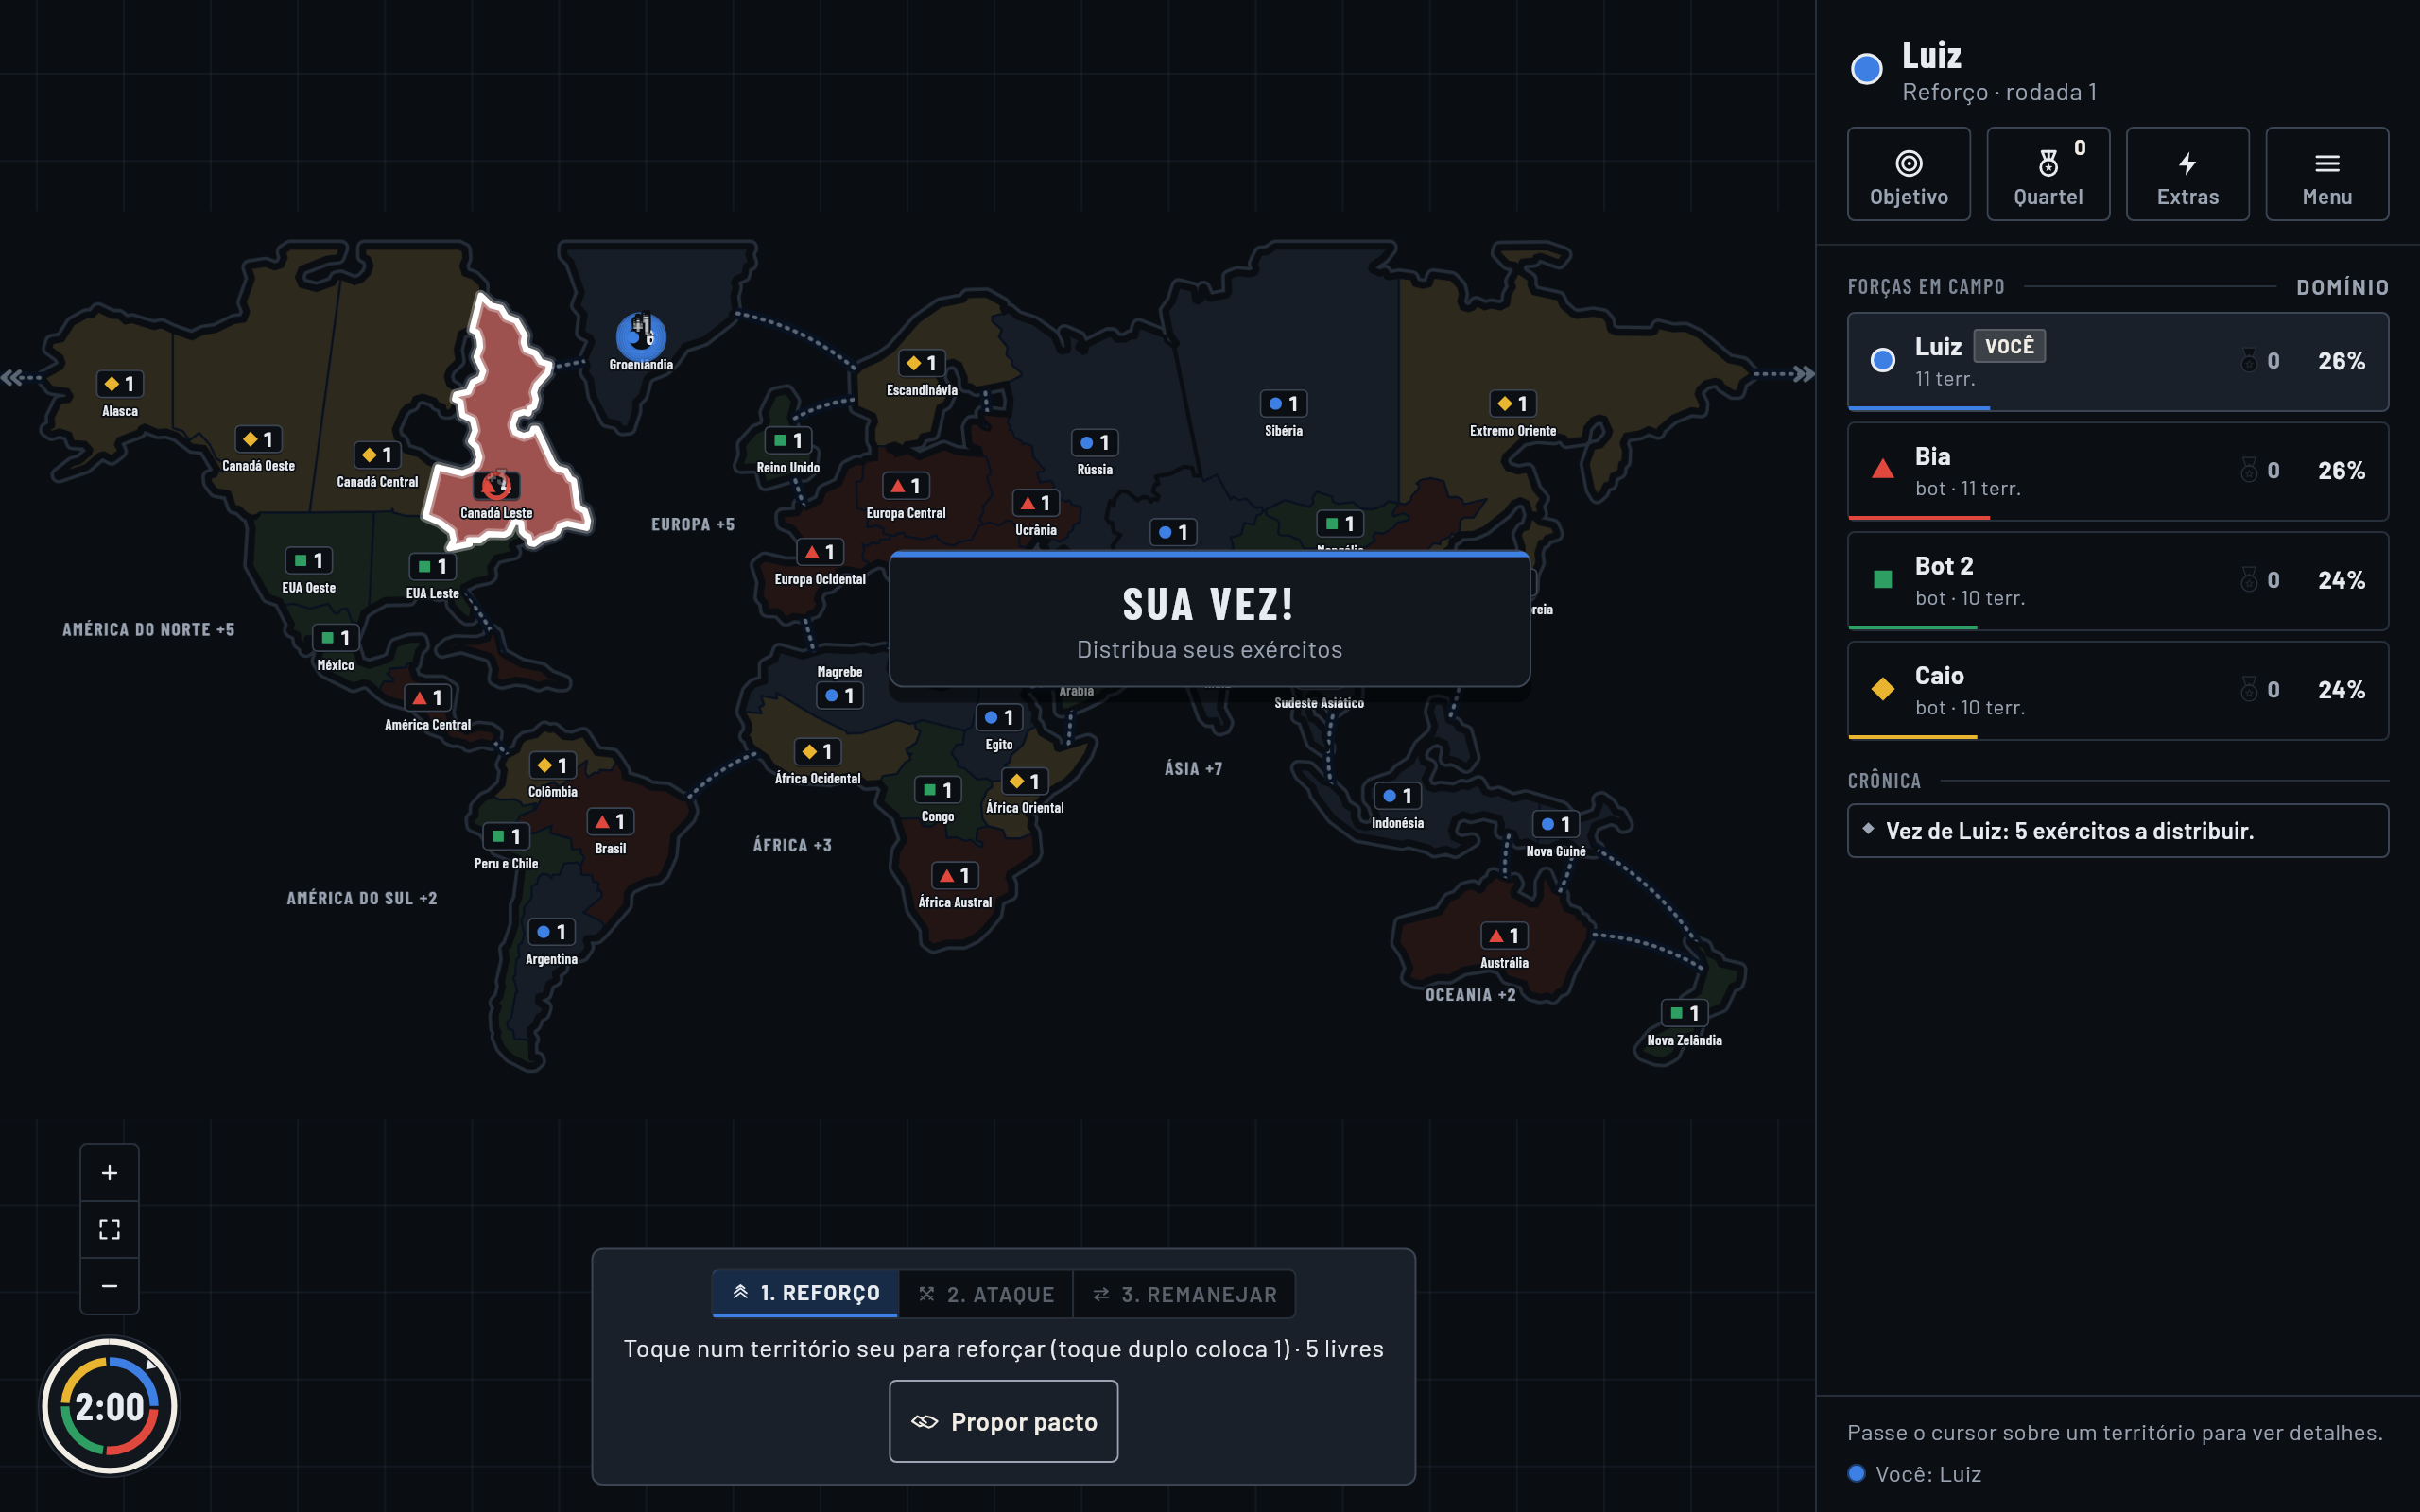 Luiz
Reforço · rodada 1
Objetivo
0
Quartel
Extras
Menu
FORÇAS EM CAMPO
DOMÍNIO
Luiz VOCÊ
11 terr.
0 26%
Bia
bot · 11 terr.
0 26%
Bot 2
bot · 10 terr.
0 24%
Caio
bot · 10 terr.
0 24%
CRÔNICA
Vez de Luiz: 5 exércitos a distribuir.
Passe o cursor sobre um território para ver detalhes.
Você: Luiz
Groenlândia
1
Escandinávia
1
Alasca
1
Sibéria
1
Extremo Oriente
1
Canadá Oeste
1
Canadá Central
1
Reino Unido
1
Rússia
Canadá Leste
1
Europa Central
1
Ucrânia
EUROPA +5
1
1
1
EUA Oeste
1
EUA Leste
1
Europa Ocidental
SUA VEZ!
Distribua seus exércitos
AMÉRICA DO NORTE +5
1
México
Magrebe
1
Arábia
Sudeste Asiático
1
América Central
1
Egito
1
Colômbia
1
África Ocidental
ÁSIA +7
1
Congo
1
África Oriental
1
Indonésia
1
Nova Guiné
1
Brasil
1
Peru e Chile
ÁFRICA +3
1
África Austral
AMÉRICA DO SUL +2
1
Argentina
1
Austrália
OCEANIA +2
1
Nova Zelândia
+
−
2:00
1. REFORÇO
2. ATAQUE
3. REMANEJAR
Toque num território seu para reforçar (toque duplo coloca 1) · 5 livres
Propor pacto